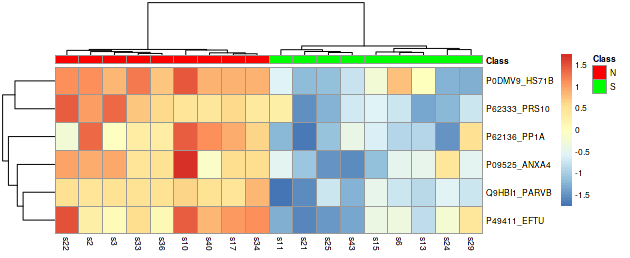 Class
P0DMV9_HS71B
P62333_PRS10
P62136_PP1A
P09525_ANXA4
Q9HBI1_PARVB
P49411_EFTU
s22 s2 s3 s33 s36 s10 s40 s17 s34 s11 s21 s25 s43 s15 s6 s13 s24 s29
1.5
1
0.5
0
-0.5
-1
-1.5
Class
N
S